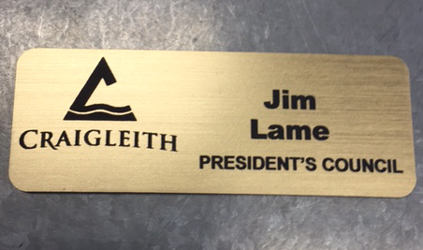 CRAIGLEITH
Jim
Lame
PRESIDENT'S COUNCIL